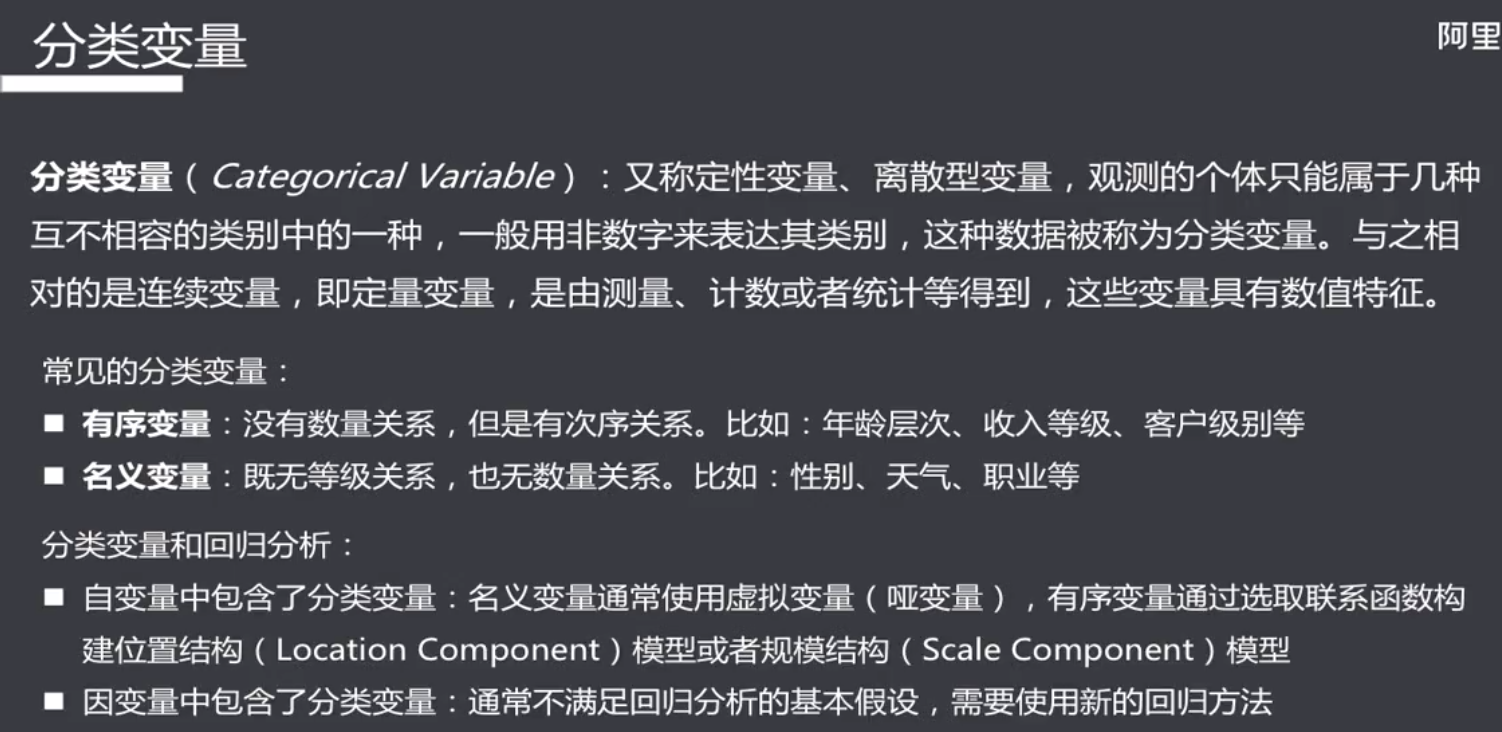 分类变量
阿里
分类变量（Categorical Variable）：又称定性变量、离散型变量，观测的个体只能属于几种
互不相容的类别中的一种，一般用非数字来表达其类别，这种数据被称为分类变量。与之相
对的是连续变量，即定量变量，是由测量、计数或者统计等得到，这些变量具有数值特征。
常见的分类变量：
■ 有序变量：没有数量关系，但是有次序关系。比如：年龄层次、收入等级、客户级别等
■ 名义变量：既无等级关系，也无数量关系。比如：性别、天气、职业等
分类变量和回归分析：
■ 自变量中包含了分类变量：名义变量通常使用虚拟变量（哑变量），有序变量通过选取联系函数构
建位置结构（Location Component）模型或者规模结构（Scale Component）模型
■ 因变量中包含了分类变量：通常不满足回归分析的基本假设，需要使用新的回归方法